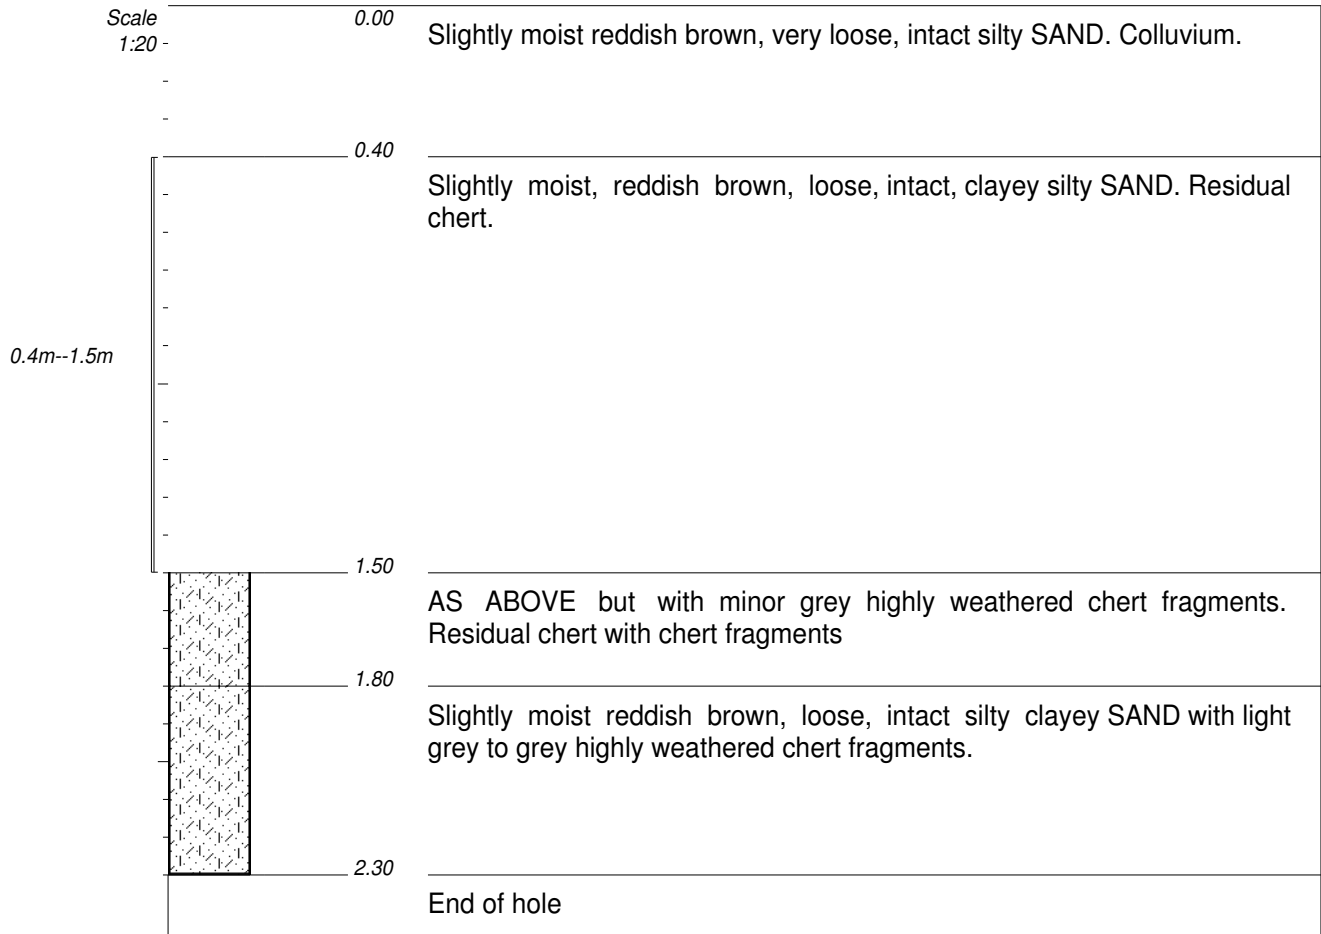 Scale
1:20
0.00
Slightly moist reddish brown, very loose, intact silty SAND. Colluvium.
0.40
Slightly moist, reddish brown, loose, intact, clayey silty SAND. Residual
chert.
0.4m--1.5m
1.50
AS ABOVE but with minor grey highly weathered chert fragments.
Residual chert with chert fragments
1.80
Slightly moist reddish brown, loose, intact silty clayey SAND with light
grey to grey highly weathered chert fragments.
2.30
End of hole